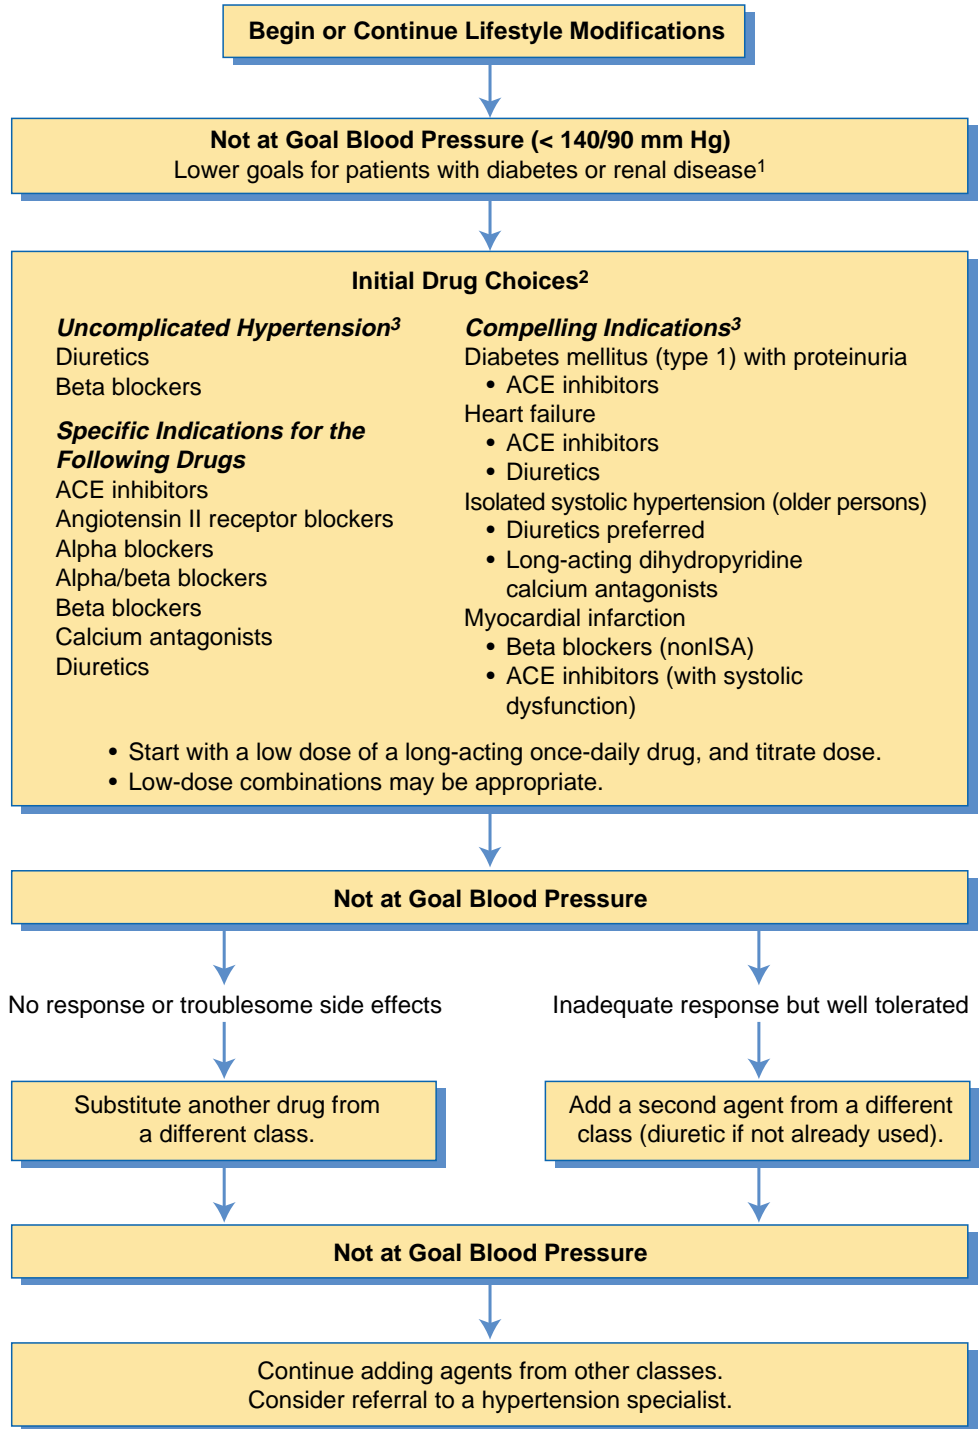 Begin or Continue Lifestyle Modifications
Not at Goal Blood Pressure (< 140/90 mm Hg)
Lower goals for patients with diabetes or renal disease¹
Initial Drug Choices²
Uncomplicated Hypertension³
Diuretics
Beta blockers
Specific Indications for the
Following Drugs
ACE inhibitors
Angiotensin II receptor blockers
Alpha blockers
Alpha/beta blockers
Beta blockers
Calcium antagonists
Diuretics
Compelling Indications³
Diabetes mellitus (type 1) with proteinuria
• ACE inhibitors
Heart failure
• ACE inhibitors
• Diuretics
Isolated systolic hypertension (older persons)
• Diuretics preferred
• Long-acting dihydropyridine
calcium antagonists
Myocardial infarction
• Beta blockers (nonISA)
• ACE inhibitors (with systolic
dysfunction)
• Start with a low dose of a long-acting once-daily drug, and titrate dose.
• Low-dose combinations may be appropriate.
Not at Goal Blood Pressure
No response or troublesome side effects
Substitute another drug from
a different class.
Inadequate response but well tolerated
Add a second agent from a different
class (diuretic if not already used).
Not at Goal Blood Pressure
Continue adding agents from other classes.
Consider referral to a hypertension specialist.